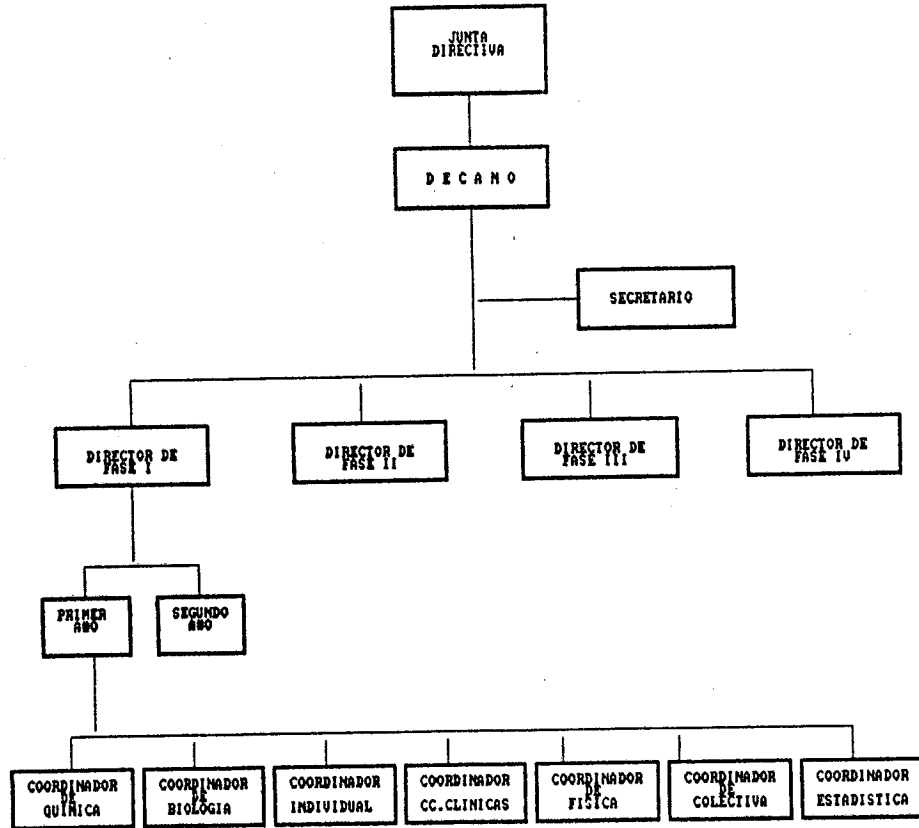 JUNTA
DIRECTIVA
D E C A N O
SECRETARIO
DIRECTOR DE
FASE I
DIRECTOR DE
FASE II
DIRECTOR DE
FASE III
DIRECTOR DE
FASE IV
PRIMER
AÑO
SEGUNDO
AÑO
COORDINADOR
DE
QUIMICA
COORDINADOR
DE
BIOLOGIA
COORDINADOR
INDIVIDUAL
COORDINADOR
CC.CLINICAS
COORDINADOR
DE
FISICA
COORDINADOR
DE
COLECTIVA
COORDINADOR
ESTADISTICA